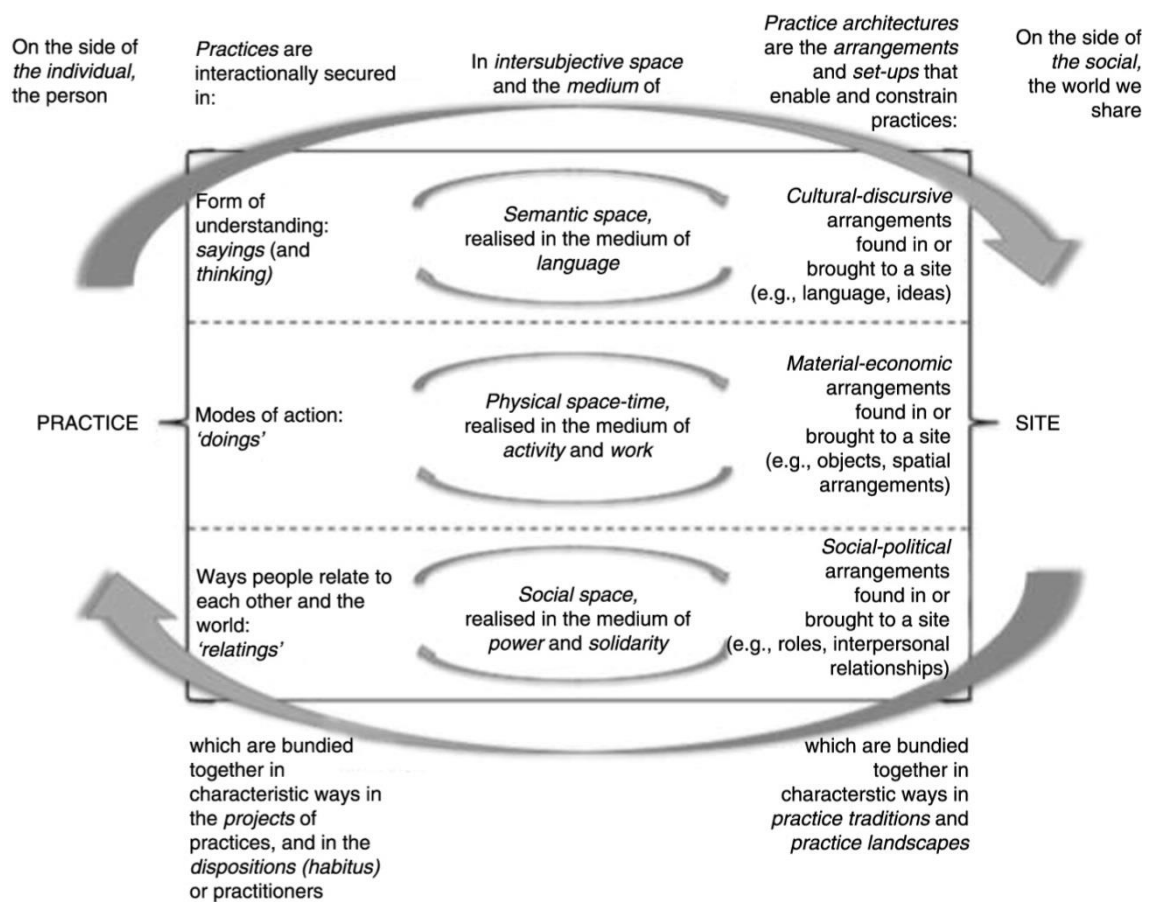 On the side of
the individual,
the person
Practices are
interactionally secured
in:
In intersubjective space
and the medium of
Practice architectures
are the arrangements
and set-ups that
enable and constrain
practices:
On the side of
the social,
the world we
share
PRACTICE
Form of
understanding:
sayings (and
thinking)
Semantic space,
realised in the medium of
language
Cultural-discursive
arrangements
found in or
brought to a site
(e.g., language, ideas)
Modes of action:
‘doings’
Physical space-time,
realised in the medium of
activity and work
Material-economic
arrangements
found in or
brought to a site
(e.g., objects, spatial
arrangements)
SITE
Ways people relate to
each other and the
world:
‘relatings’
Social space,
realised in the medium of
power and solidarity
Social-political
arrangements
found in or
brought to a site
(e.g., roles, interpersonal
relationships)
which are bundied
together in
characteristic ways in
the projects of
practices, and in the
dispositions (habitus)
or practitioners
which are bundied
together in
characterstic ways in
practice traditions and
practice landscapes